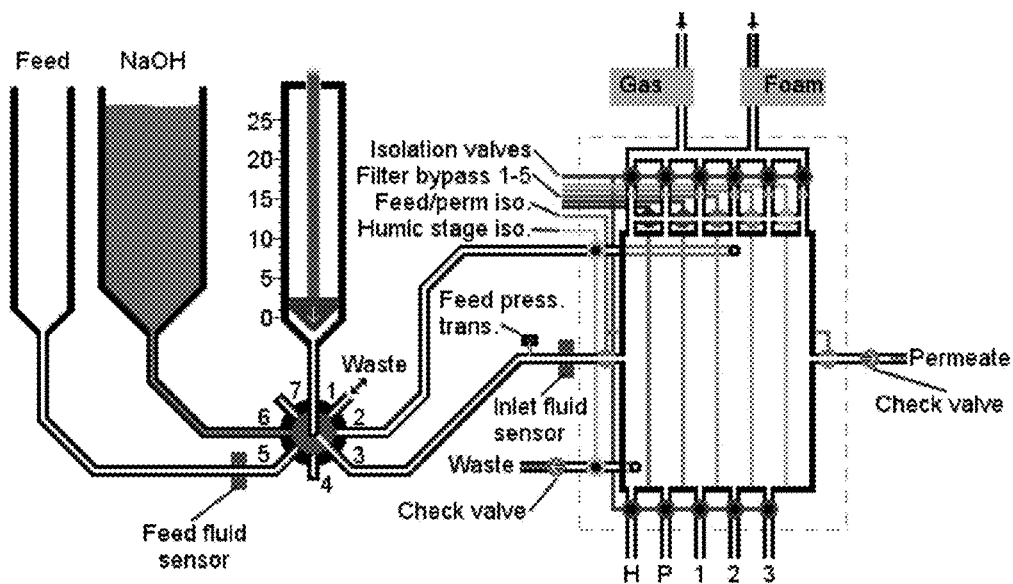 Feed
NaOH
Gas
Foam
25
20
15
10
5
0
Isolation valves
Filter bypass 1-5
Feed/perm iso.
Humic stage iso.
Feed press.
trans.
Waste
7
1
6
2
5
3
4
Inlet fluid
sensor
Permeate
Check valve
Waste
Check valve
Feed fluid
sensor
H P 1 2 3